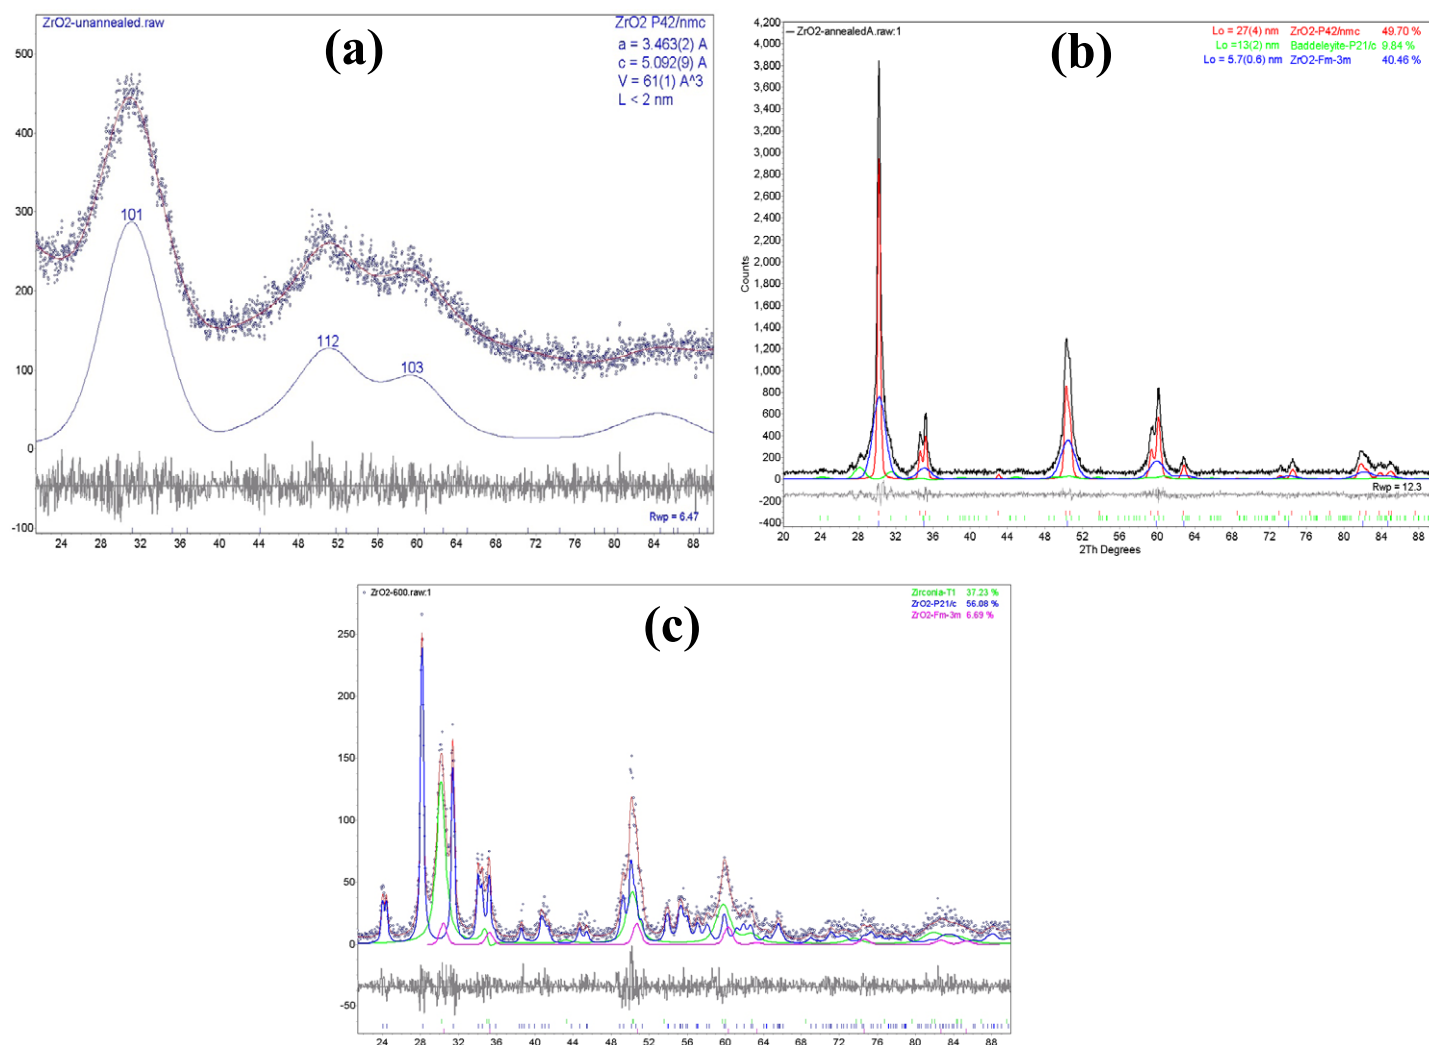 ZrO2-unannealed.raw
(a)
ZrO2 P42/nmc
a = 3.463(2) A
c = 5.092(9) A
V = 61(1) A^3
L < 2 nm
500
400
300
200
100
0
-100
101
112
103
Rwp = 6.47
24 28 32 36 40 44 48 52 56 60 64 68 72 76 80 84 88
ZrO2-annealedA.raw:1
(b)
Lo = 27(4) nm ZrO2-P42/nmc 49.70 %
Lo =13(2) nm Baddeleyite-P21/c 9.84 %
Lo = 5.7(0.6) nm ZrO2-Fm-3m 40.46 %
4,200
4,000
3,800
3,600
3,400
3,200
3,000
2,800
2,600
2,400
2,200
2,000
1,800
1,600
1,400
1,200
1,000
800
600
400
200
0
-200
-400
Counts
Rwp = 12.3
20 24 28 32 36 40 44 48 52 56 60 64 68 72 76 80 84 88
2Th Degrees
ZrO2-600.raw:1
(c)
Zirconia-T1 37.23 %
ZrO2-P21/c 56.08 %
ZrO2-Fm-3m 6.69 %
250
200
150
100
50
0
-50
24 28 32 36 40 44 48 52 56 60 64 68 72 76 80 84 88